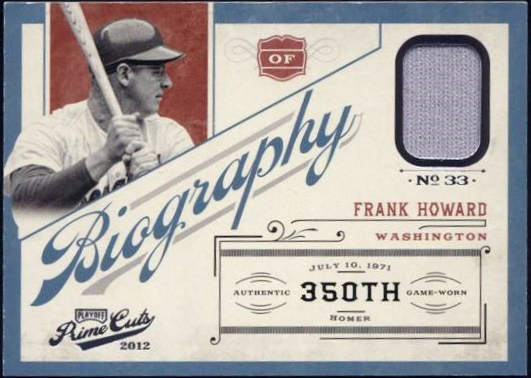 OF
Biography
Nº 33
FRANK HOWARD
WASHINGTON
JULY 10, 1971
AUTHENTIC 350TH GAME-WORN
HOMER
PLAYOFF
Prime Cuts
2012